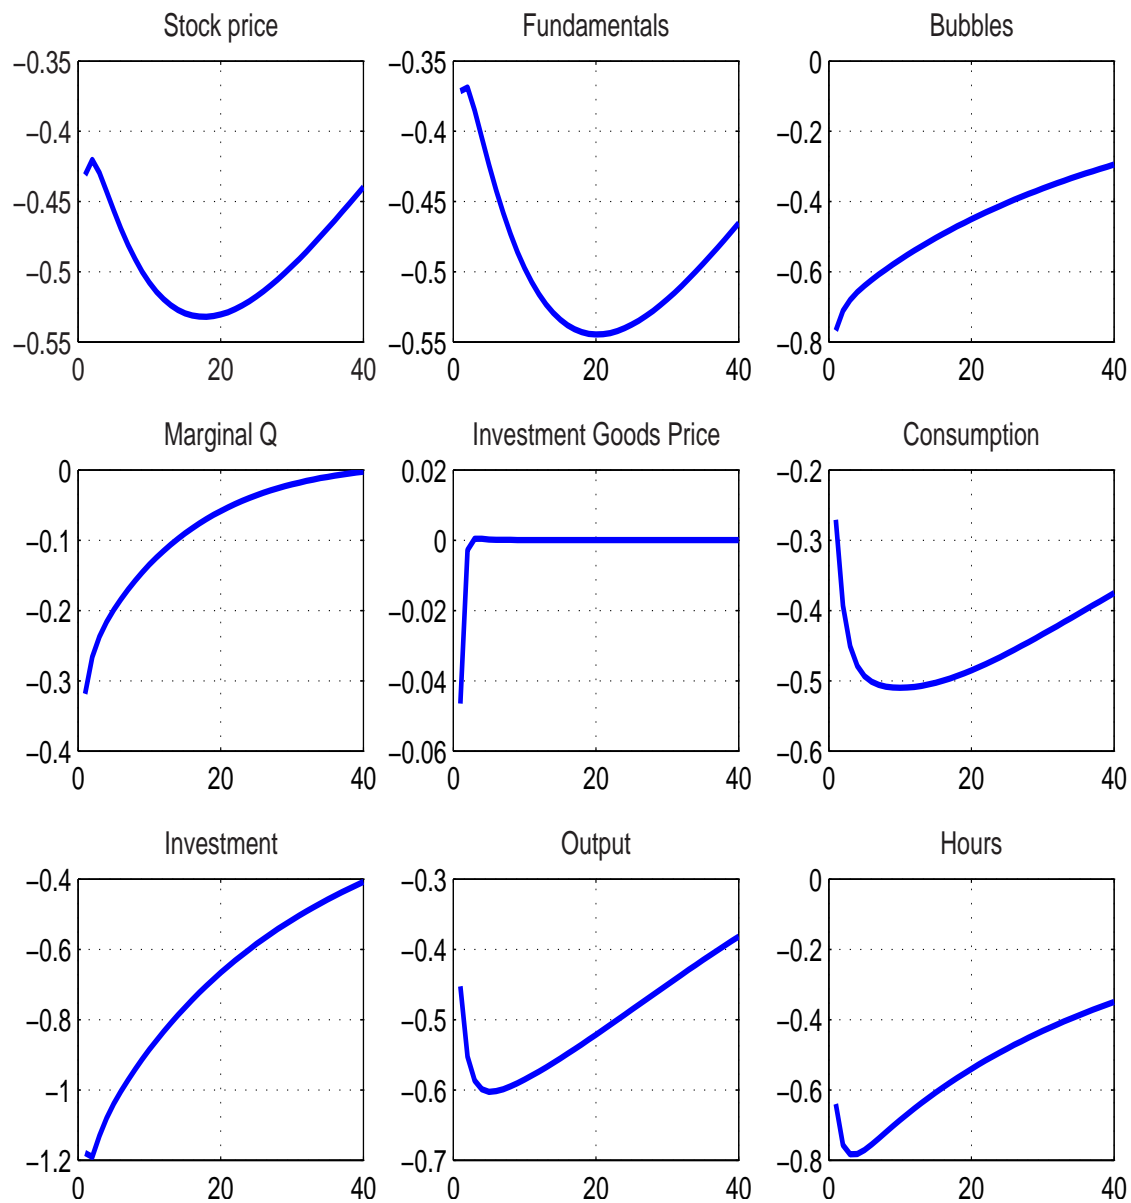 Stock price Fundamentals Bubbles
−0.35 −0.35 0
−0.4 −0.4 −0.2
−0.45 −0.45 −0.4
−0.5 −0.5 −0.6
−0.55 −0.55 −0.8
0 20 40 0 20 40 0 20 40
Marginal Q Investment Goods Price Consumption
0 0.02 −0.2
−0.1 0 −0.3
−0.2 −0.02 −0.4
−0.3 −0.04 −0.5
−0.4 −0.06 −0.6
0 20 40 0 20 40 0 20 40
Investment Output Hours
−0.4 −0.3 0
−0.6 −0.4 −0.2
−0.8 −0.5 −0.4
−1 −0.6 −0.6
−1.2 −0.7 −0.8
0 20 40 0 20 40 0 20 40